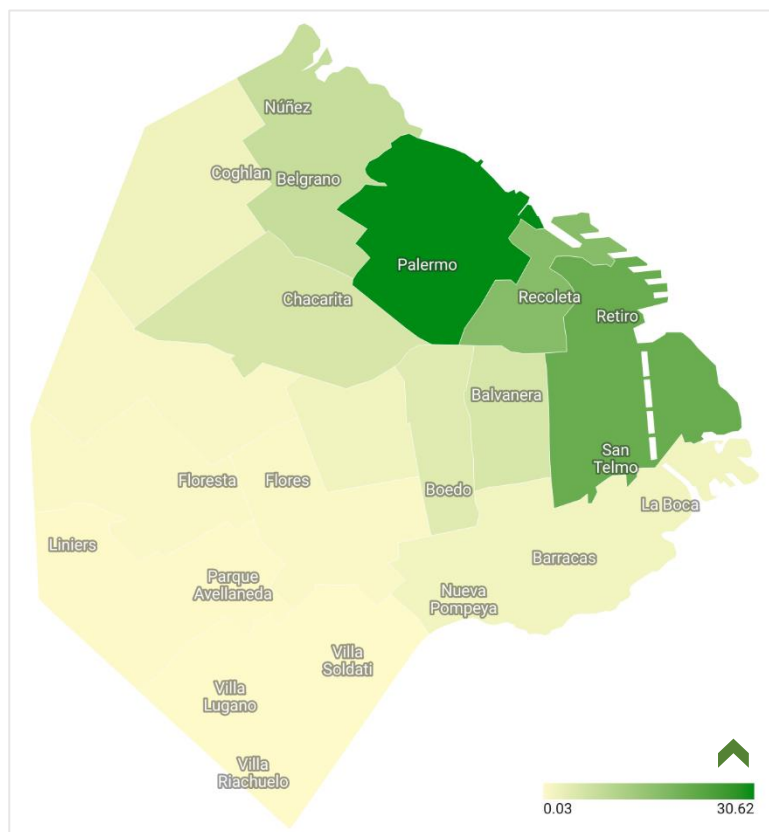 Núñez
Coghlan
Belgrano
Palermo
Chacarita
Recoleta
Retiro
Balvanera
San
Telmo
Floresta
Flores
Boedo
La Boca
Liniers
Barracas
Parque
Avellaneda
Nueva
Pompeya
Villa
Soldati
Villa
Lugano
Villa
Riachuelo
0.03
30.62